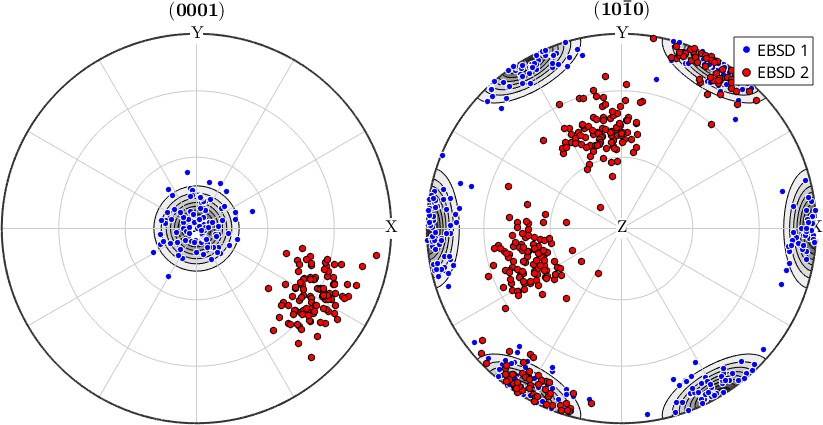 (0001)
(101̄0)
Y
Y
EBSD 1
EBSD 2
X
Z
X